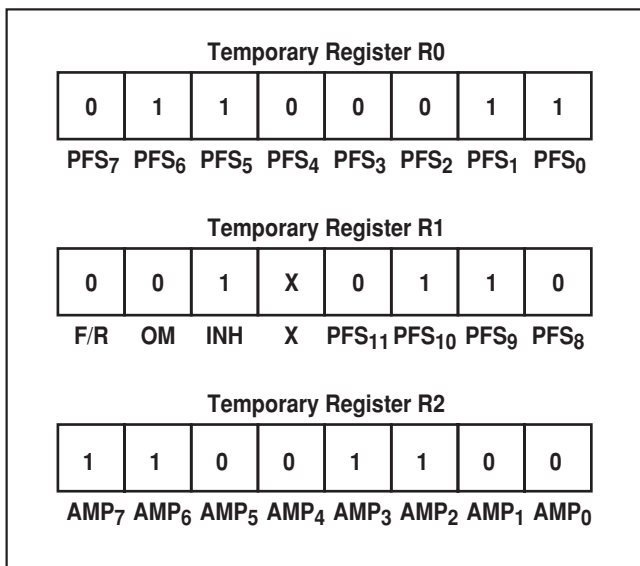 Temporary Register R0
0 1 1 0 0 0 1 1
PFS7 PFS6 PFS5 PFS4 PFS3 PFS2 PFS1 PFS0
Temporary Register R1
0 0 1 X 0 1 1 0
F/R OM INH X PFS11 PFS10 PFS9 PFS8
Temporary Register R2
1 1 0 0 1 1 0 0
AMP7 AMP6 AMP5 AMP4 AMP3 AMP2 AMP1 AMP0